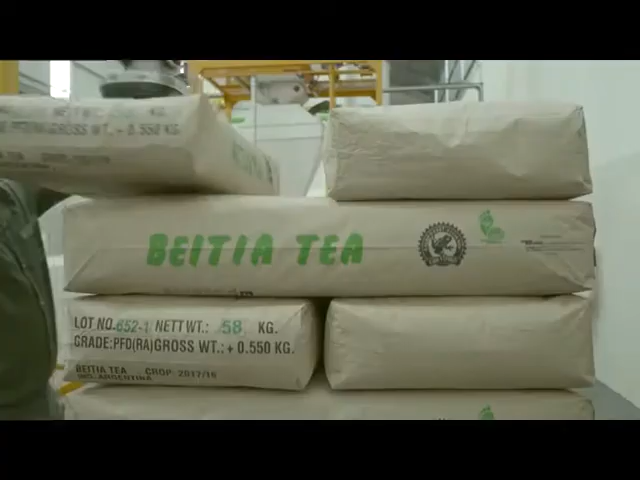 GROSS WT.- + 0.550 KG.
BEITIA TEA
LOT NO.652-1 NETT WT.: 58 KG.
GRADE:PFD(RA)GROSS WT.: + 0.550 KG.
BEITIA TEA CROP: 2017/18
IND. ARGENTINA